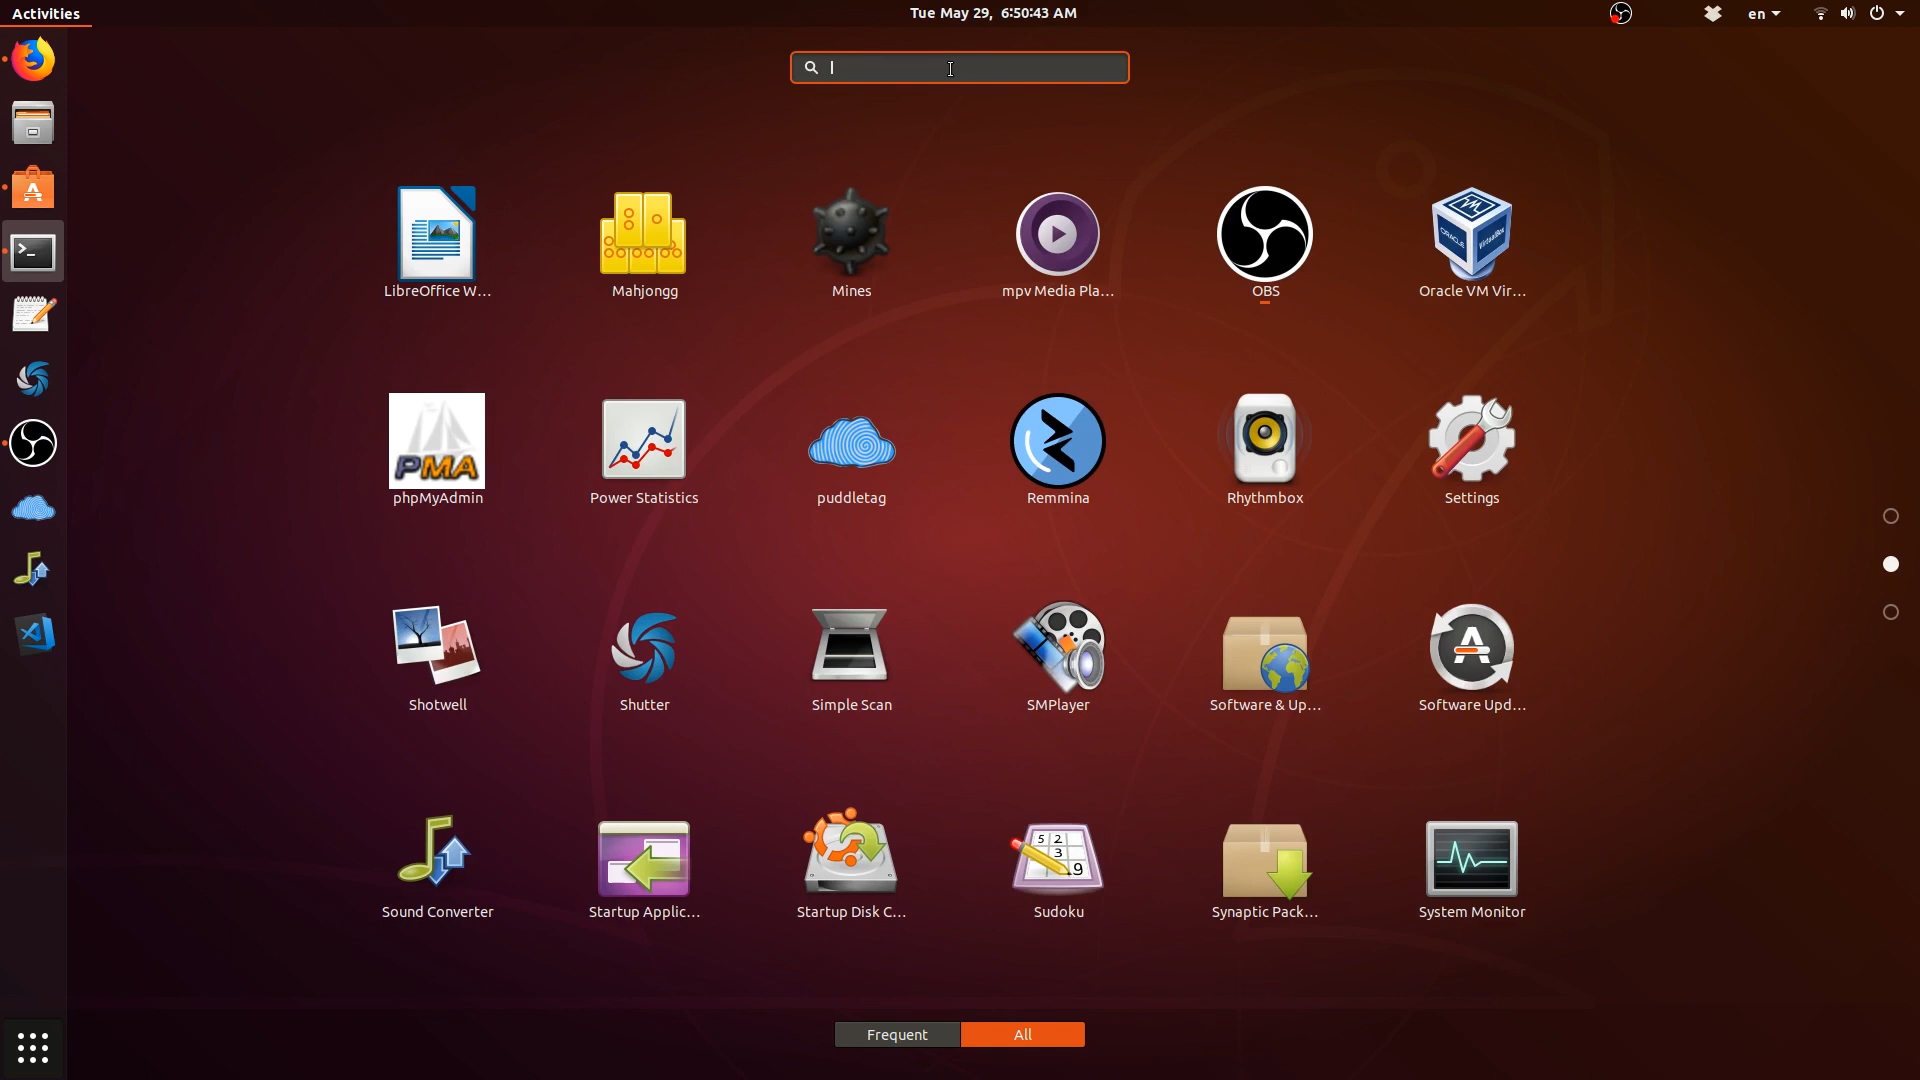 Activities
Tue May 29, 6:50:43 AM
en
LibreOffice W...
Mahjongg
Mines
mpv Media Pla...
OBS
Oracle VM Vir...
phpMyAdmin
Power Statistics
puddletag
Remmina
Rhythmbox
Settings
Shotwell
Shutter
Simple Scan
SMPlayer
Software & Up...
Software Upd...
Sound Converter
Startup Applic...
Startup Disk C...
Sudoku
Synaptic Pack...
System Monitor
ORACLE
VirtualBox
PMA
5 2
3
9
Frequent
All